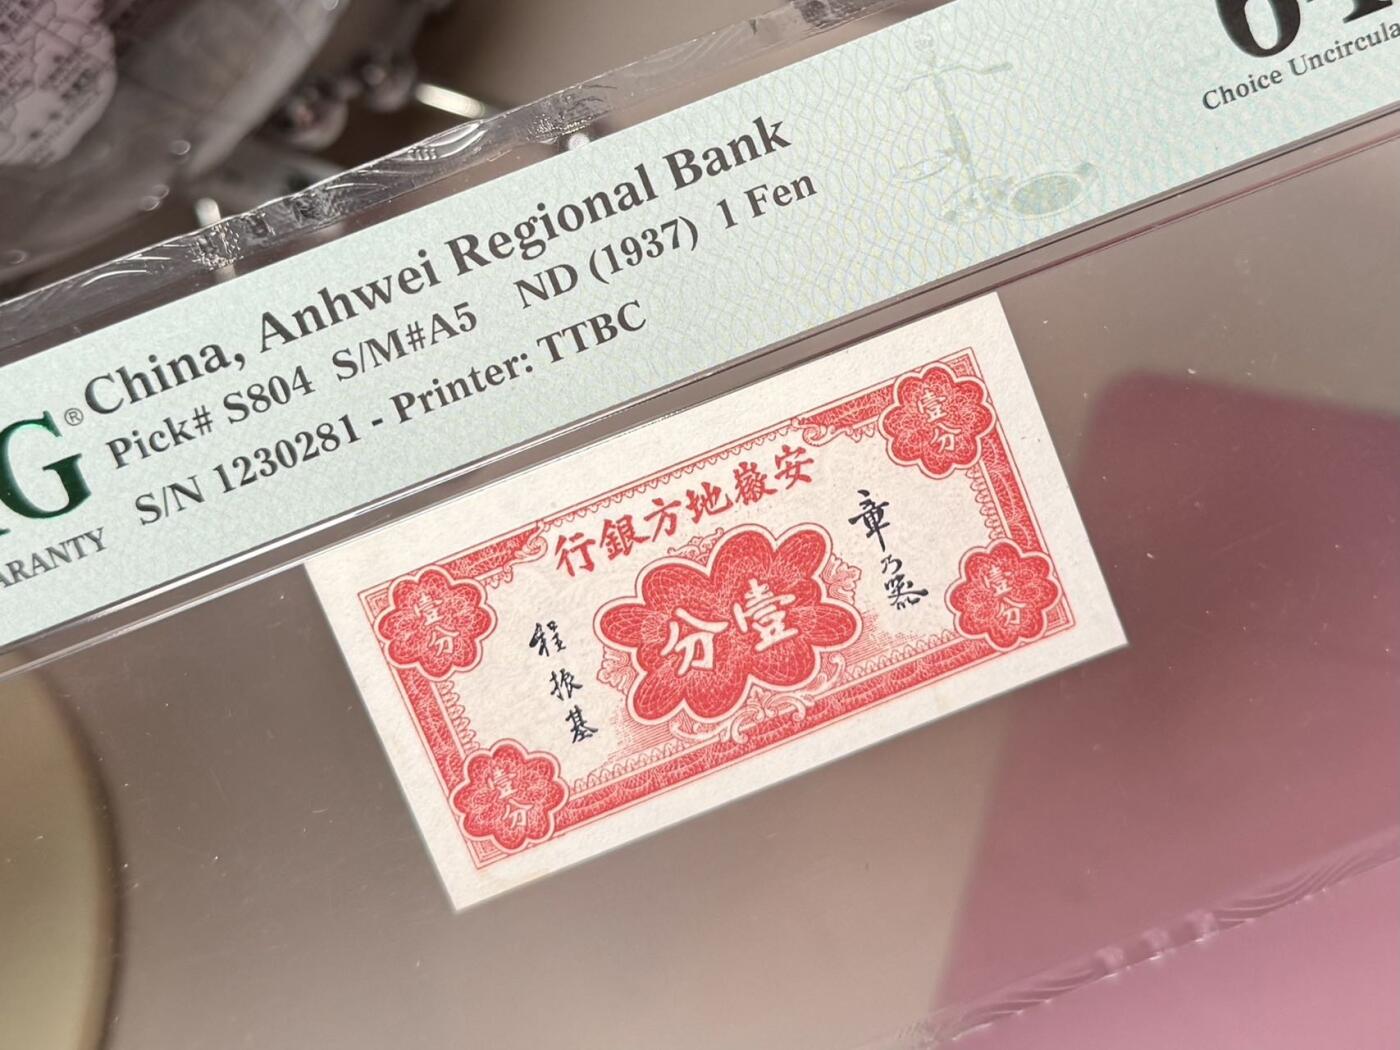 China, Anhwei Regional Bank
Pick# S804 S/M#A5 ND (1937) 1 Fen
S/N 1230281 - Printer: TTBC
64
Choice Uncircula
G®
ARANTY
行銀方地徽安
壹分
壹分
分壹
壹分
壹分
章乃器
程振基